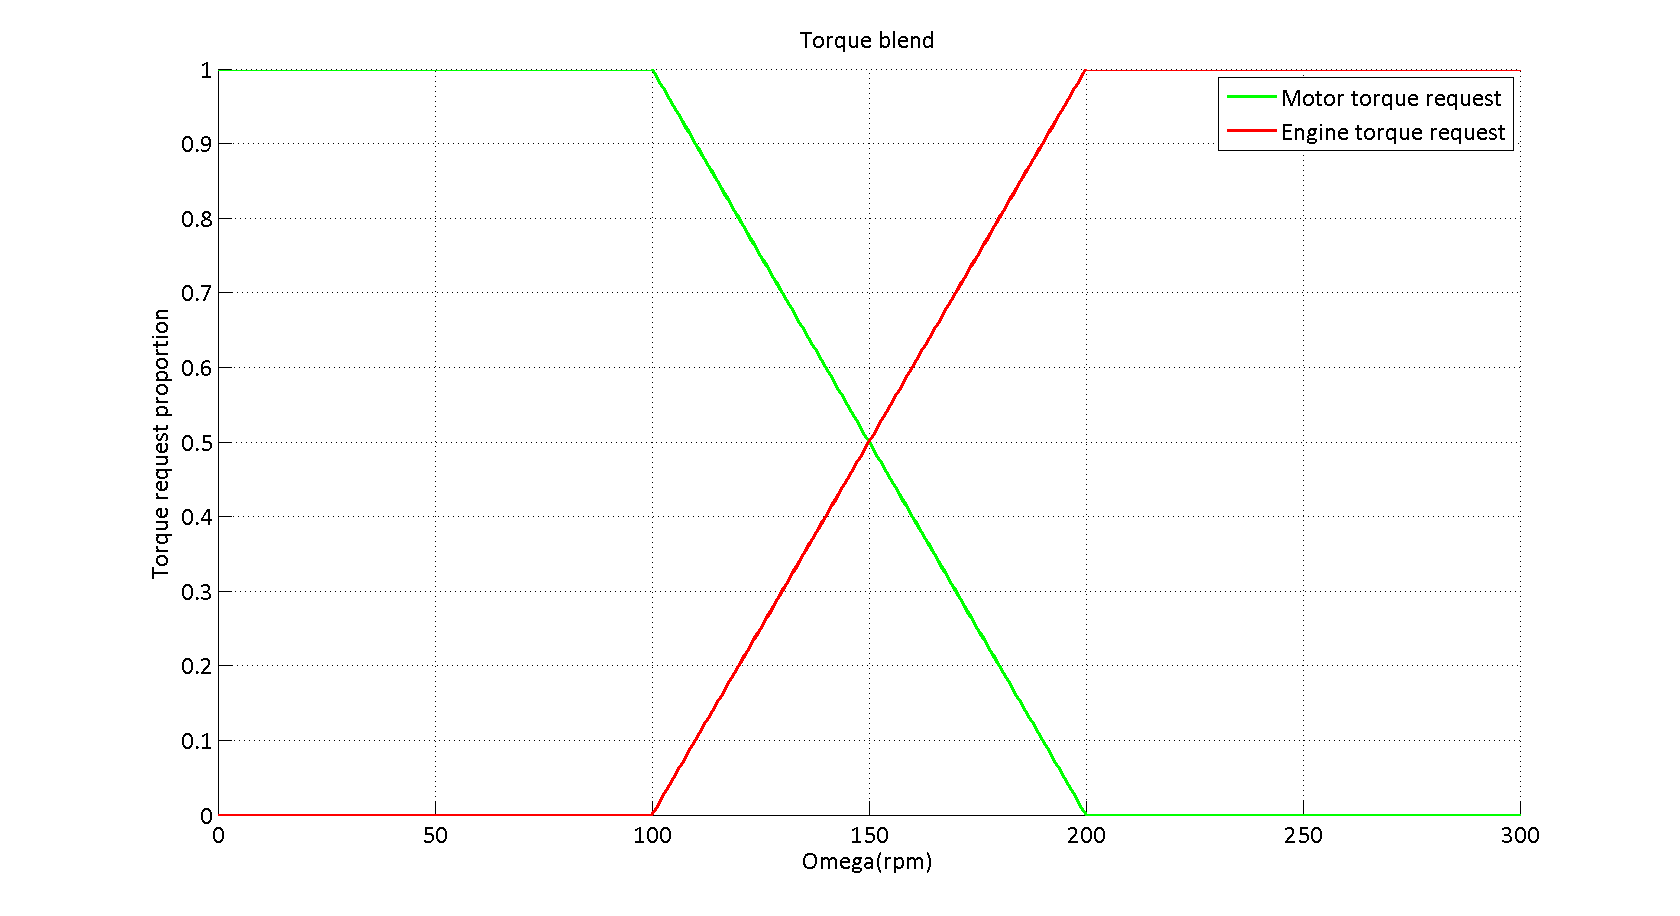 Torque blend
1
0.9
0.8
0.7
0.6
0.5
0.4
0.3
0.2
0.1
0
Torque request proportion
Motor torque request
Engine torque request
0 50 100 150 200 250 300
Omega(rpm)